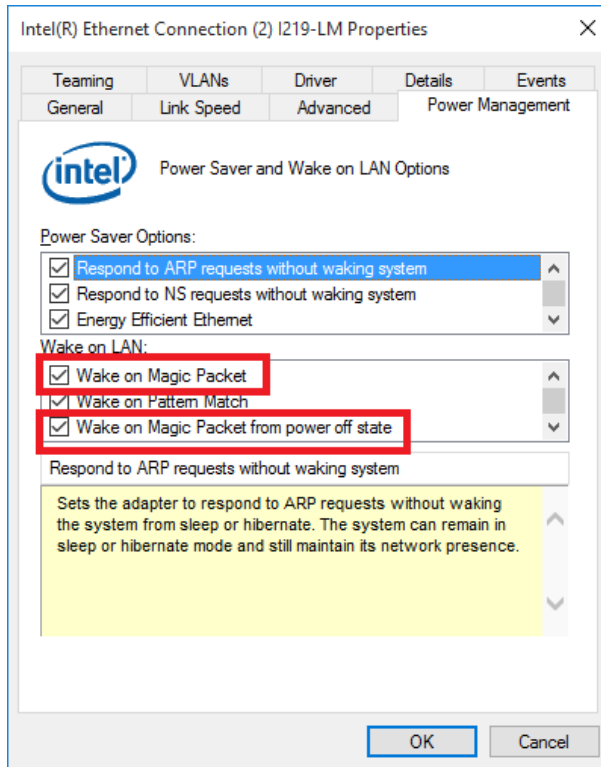 Intel(R) Ethernet Connection (2) I219-LM Properties
Teaming VLANs Driver Details Events
General Link Speed Advanced Power Management
intel Power Saver and Wake on LAN Options
Power Saver Options:
Respond to ARP requests without waking system
Respond to NS requests without waking system
Energy Efficient Ethernet
Wake on LAN:
Wake on Magic Packet
Wake on Pattern Match
Wake on Magic Packet from power off state
Respond to ARP requests without waking system
Sets the adapter to respond to ARP requests without waking
the system from sleep or hibernate. The system can remain in
sleep or hibernate mode and still maintain its network presence.
OK Cancel